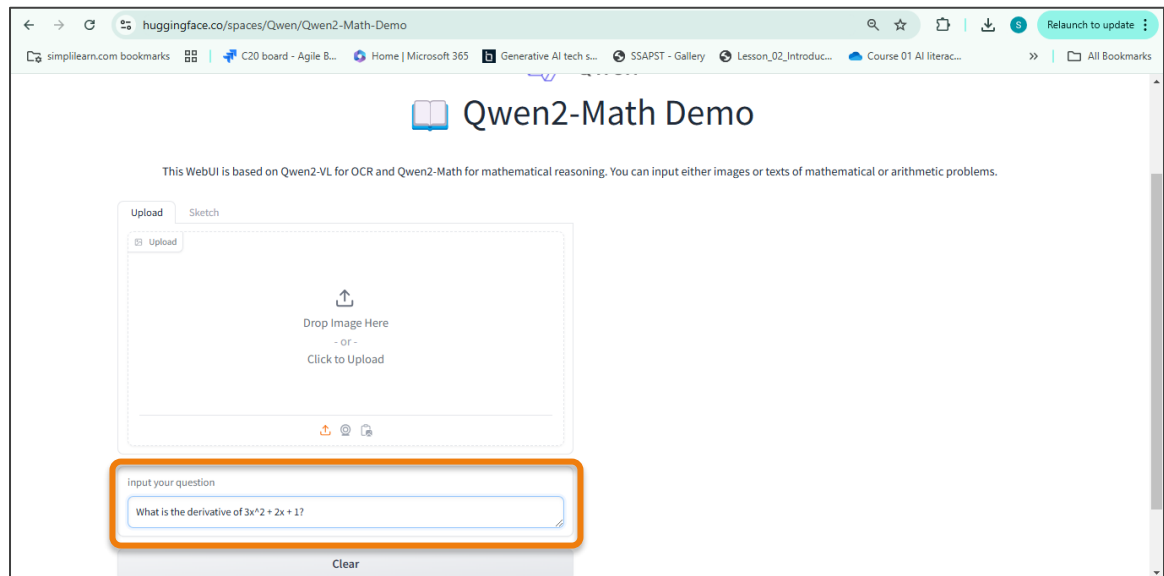 huggingface.co/spaces/Qwen/Qwen2-Math-Demo
S
Relaunch to update
simplilearn.com bookmarks
C20 board - Agile B...
Home | Microsoft 365
b
Generative AI tech s...
SSAPST - Gallery
Lesson_02_Introduc...
Course 01 AI literac...
»
All Bookmarks
Qwen2-Math Demo
This WebUI is based on Qwen2-VL for OCR and Qwen2-Math for mathematical reasoning. You can input either images or texts of mathematical or arithmetic problems.
Upload
Sketch
Upload
Drop Image Here
- or -
Click to Upload
input your question
What is the derivative of 3x^2 + 2x + 1?
Clear